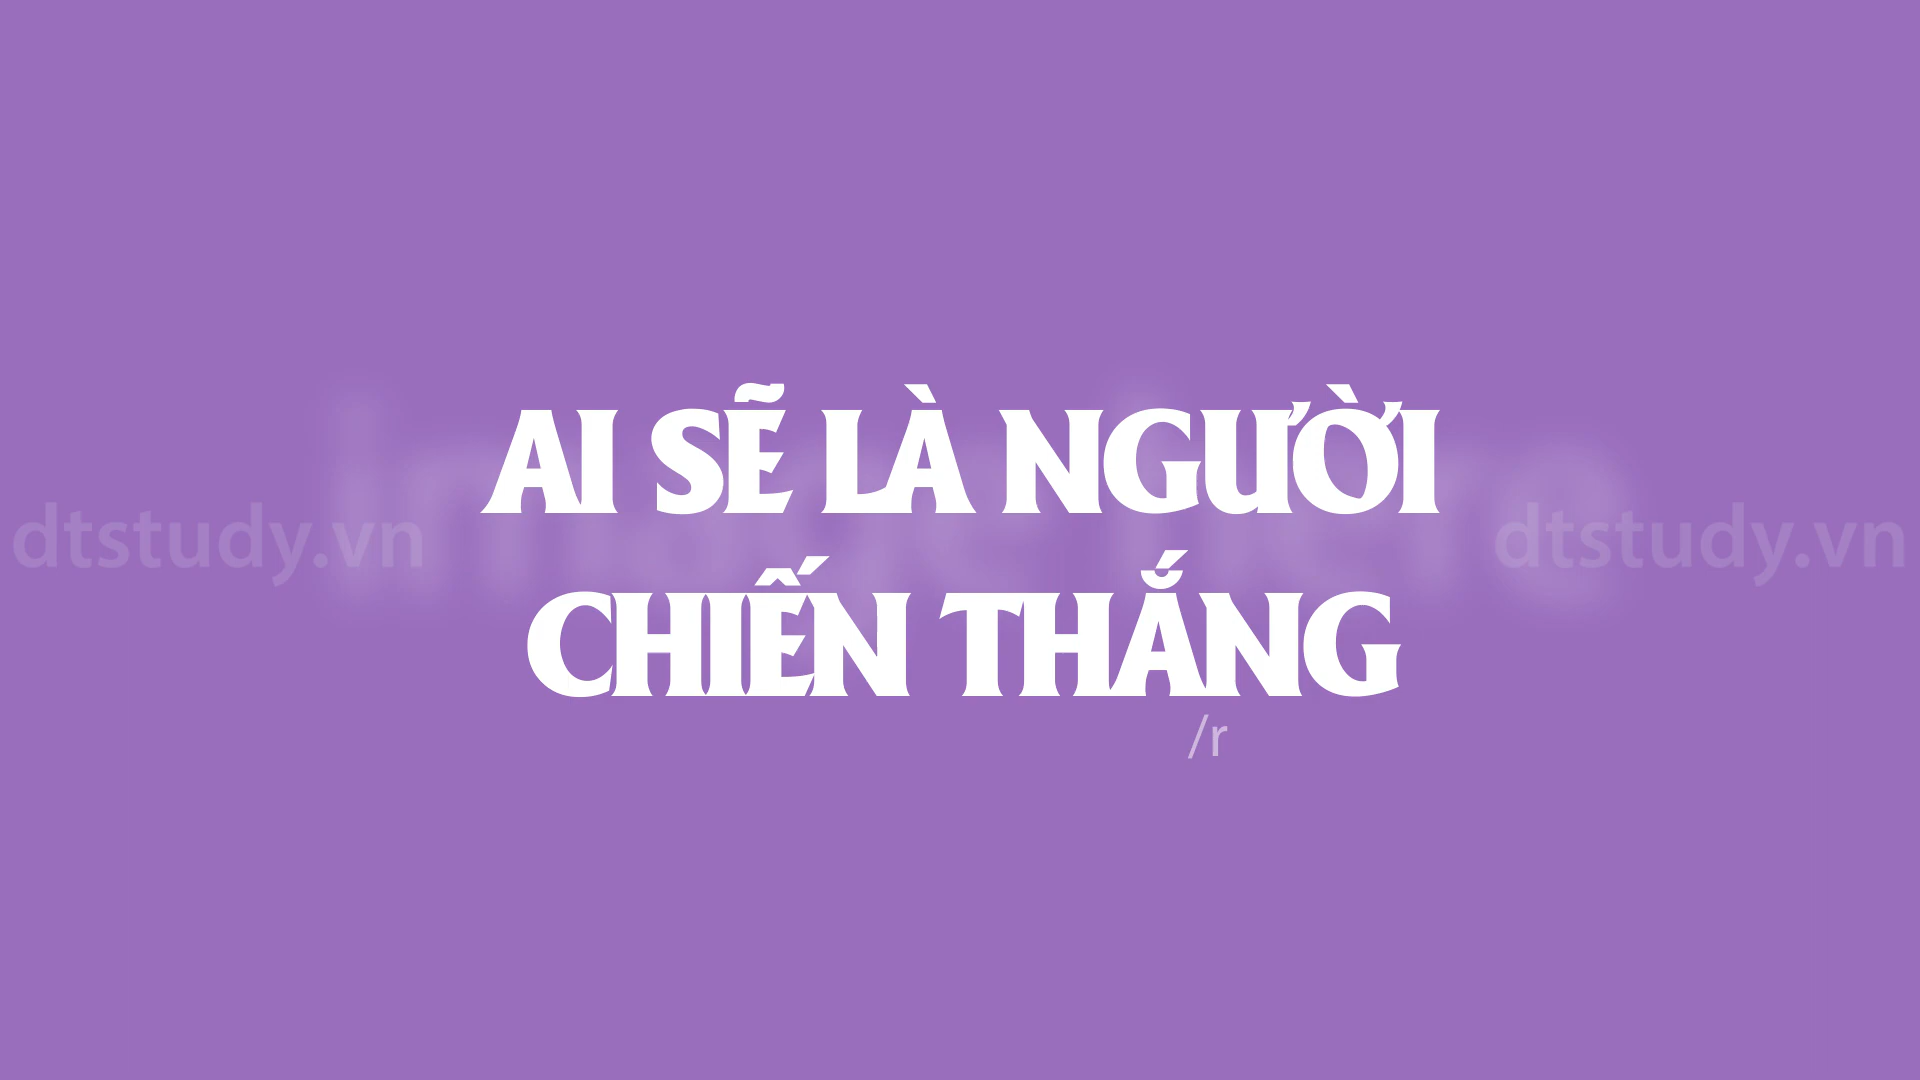 AI SẼ LÀ NGƯỜI
dtstudy.vn
dtstudy.vn
CHIẾN THẮNG
/r